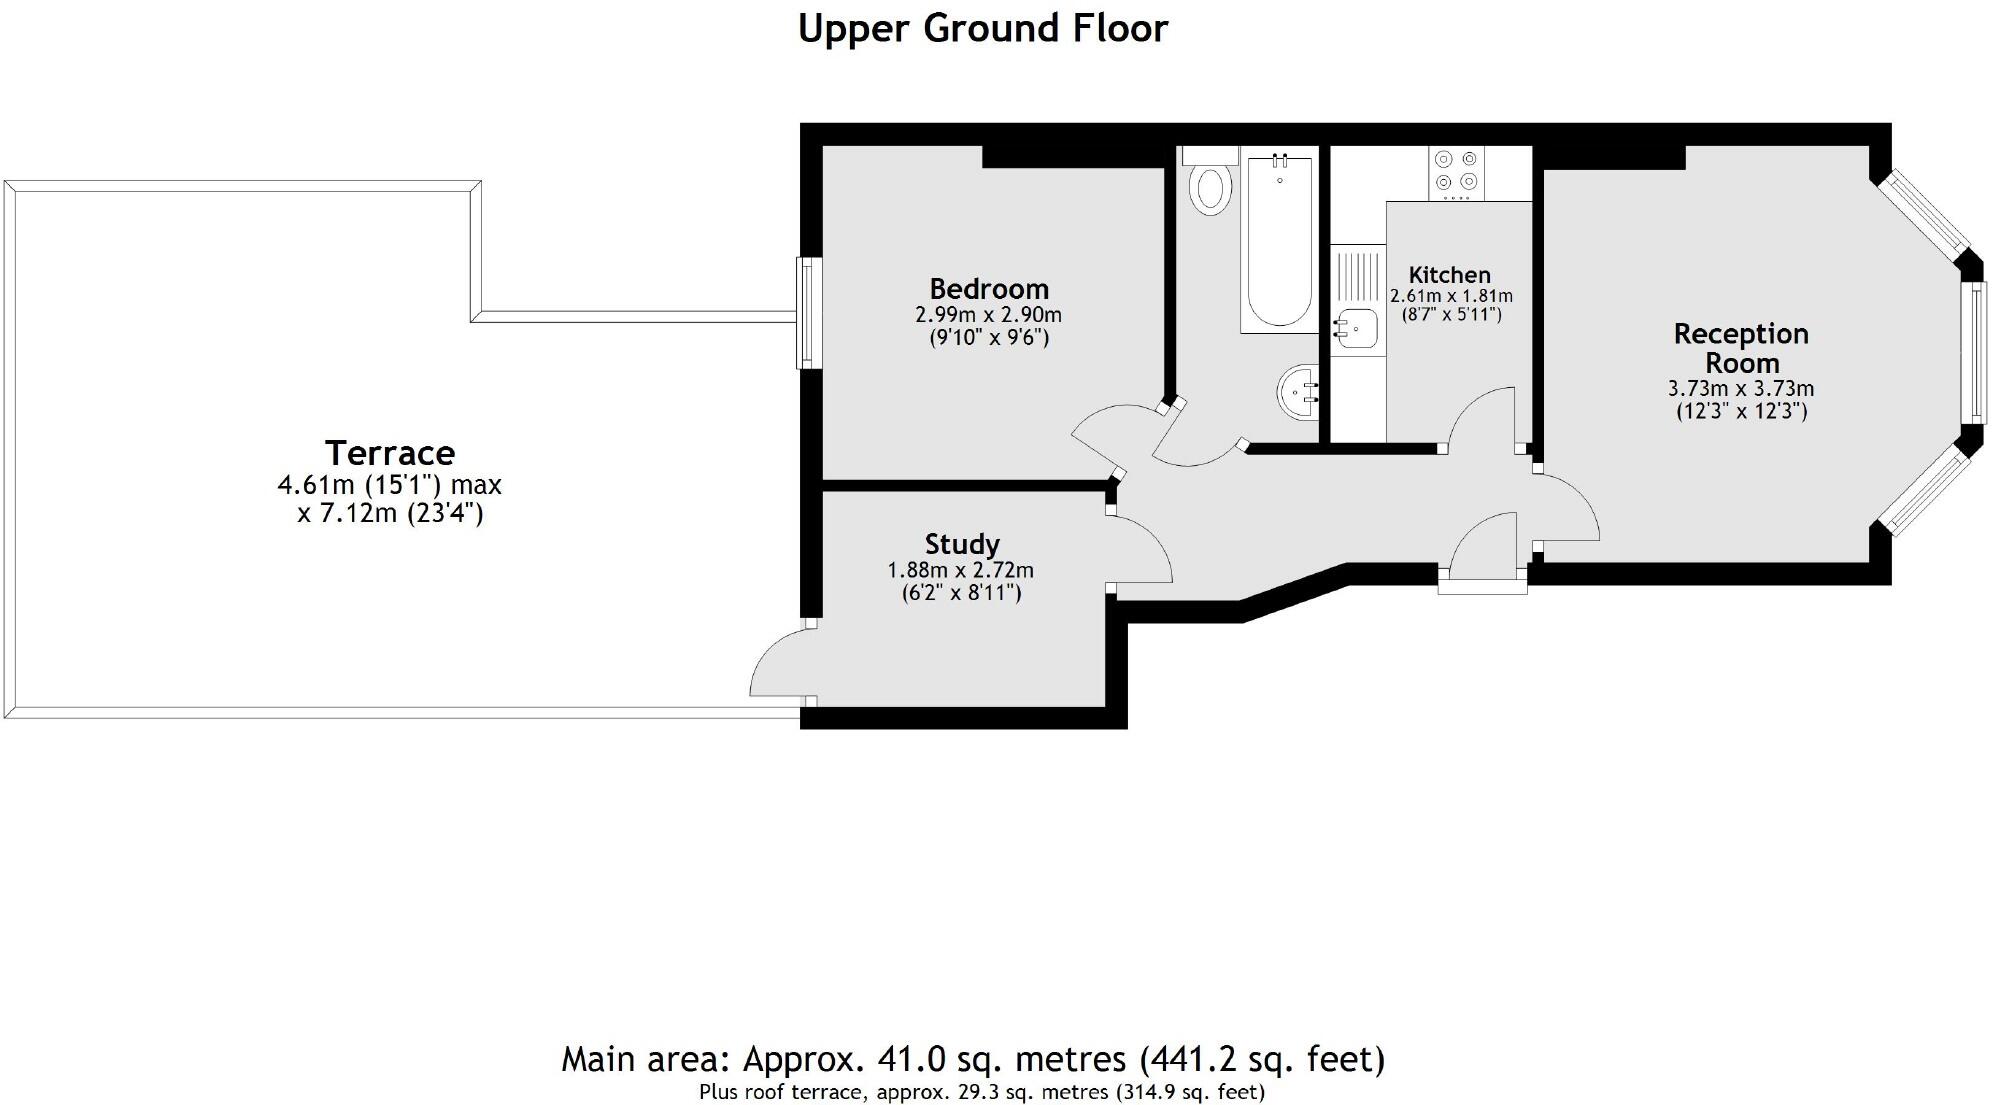 Upper Ground Floor
Bedroom
2.99m x 2.90m
(9'10" x 9'6")
Kitchen
2.61m x 1.81m
(8'7" x 5'11")
Reception
Room
3.73m x 3.73m
(12'3" x 12'3")
Terrace
4.61m (15'1") max
x 7.12m (23'4")
Study
1.88m x 2.72m
(6'2" x 8'11")
Main area: Approx. 41.0 sq. metres (441.2 sq. feet)
Plus roof terrace, approx. 29.3 sq. metres (314.9 sq. feet)